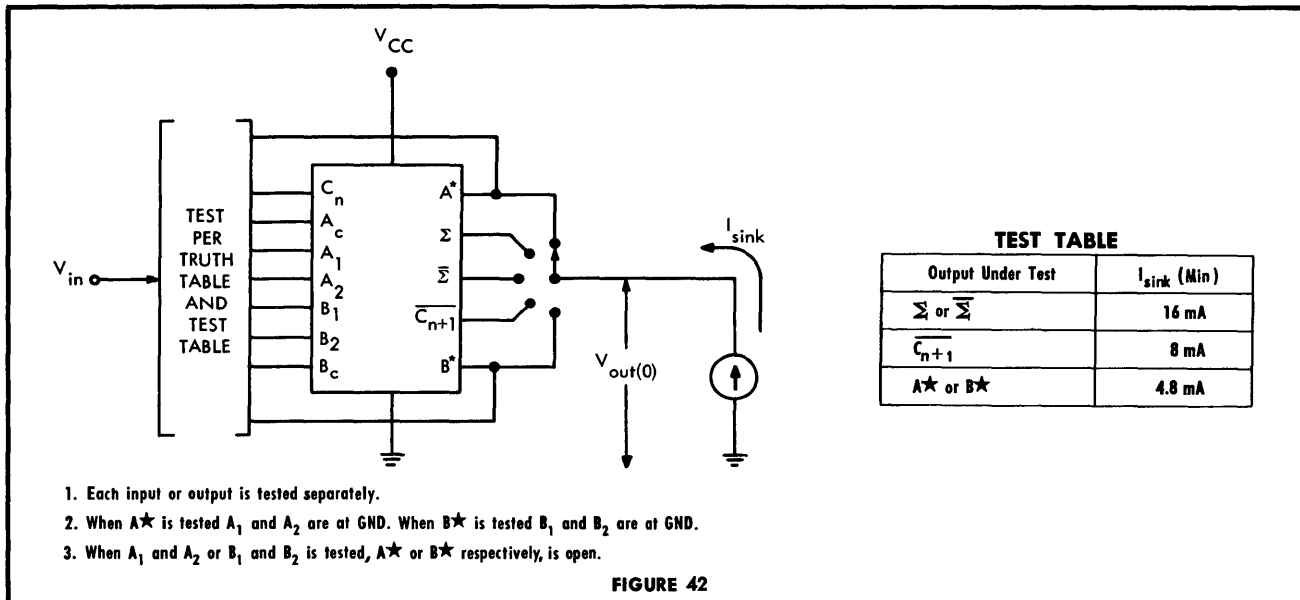 V_CC
V_in
TEST
PER
TRUTH
TABLE
AND
TEST
TABLE
C_n
A_c
A_1
A_2
B_1
B_2
B_c
A*
Σ
Σ̅
C̅_n̅+̅1̅
B*
V_out(0)
I_sink
TEST TABLE
Output Under Test I_sink (Min)
Σ or Σ̅ 16 mA
C̅_n̅+̅1̅ 8 mA
A★ or B★ 4.8 mA
1. Each input or output is tested separately.
2. When A★ is tested A_1 and A_2 are at GND. When B★ is tested B_1 and B_2 are at GND.
3. When A_1 and A_2 or B_1 and B_2 is tested, A★ or B★ respectively, is open.
FIGURE 42